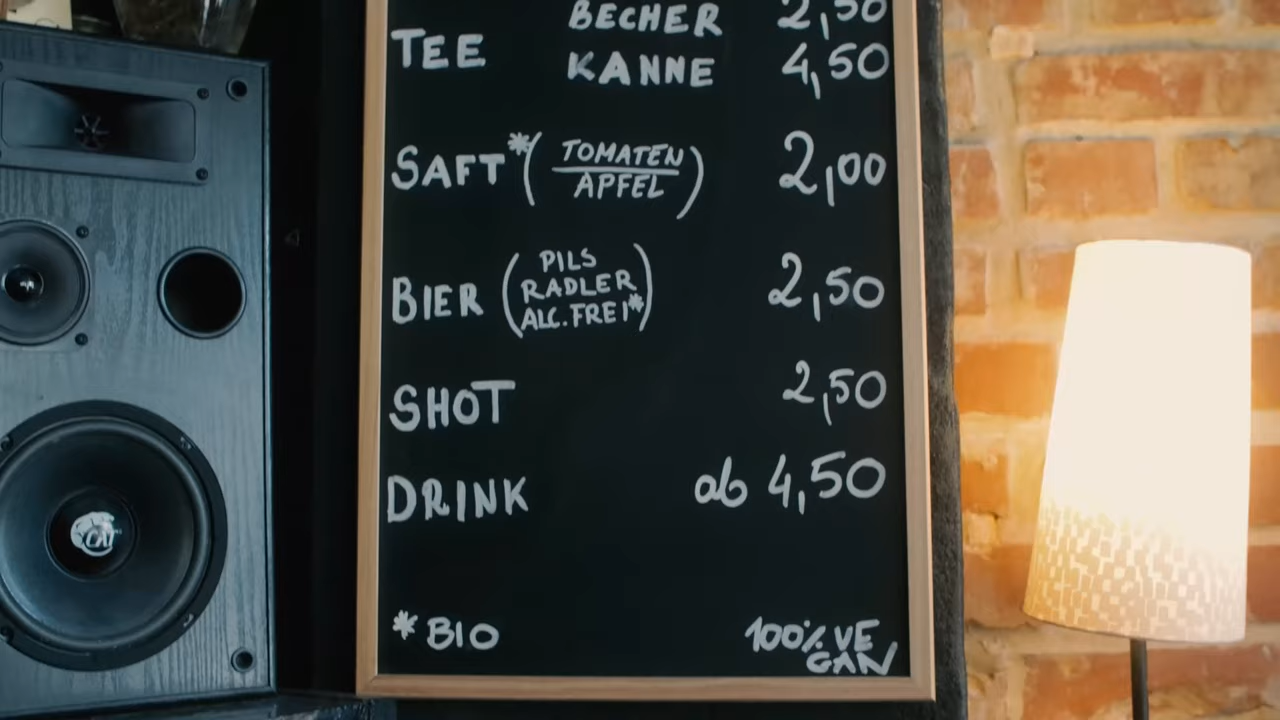 BECHER 2,50
TEE KANNE 4,50
SAFT* (TOMATEN 2,00
APFEL)
BIER (PILS
RADLER 2,50
ALC. FREI*)
SHOT 2,50
DRINK ab 4,50
* BIO 100% VE
GAN
CAT